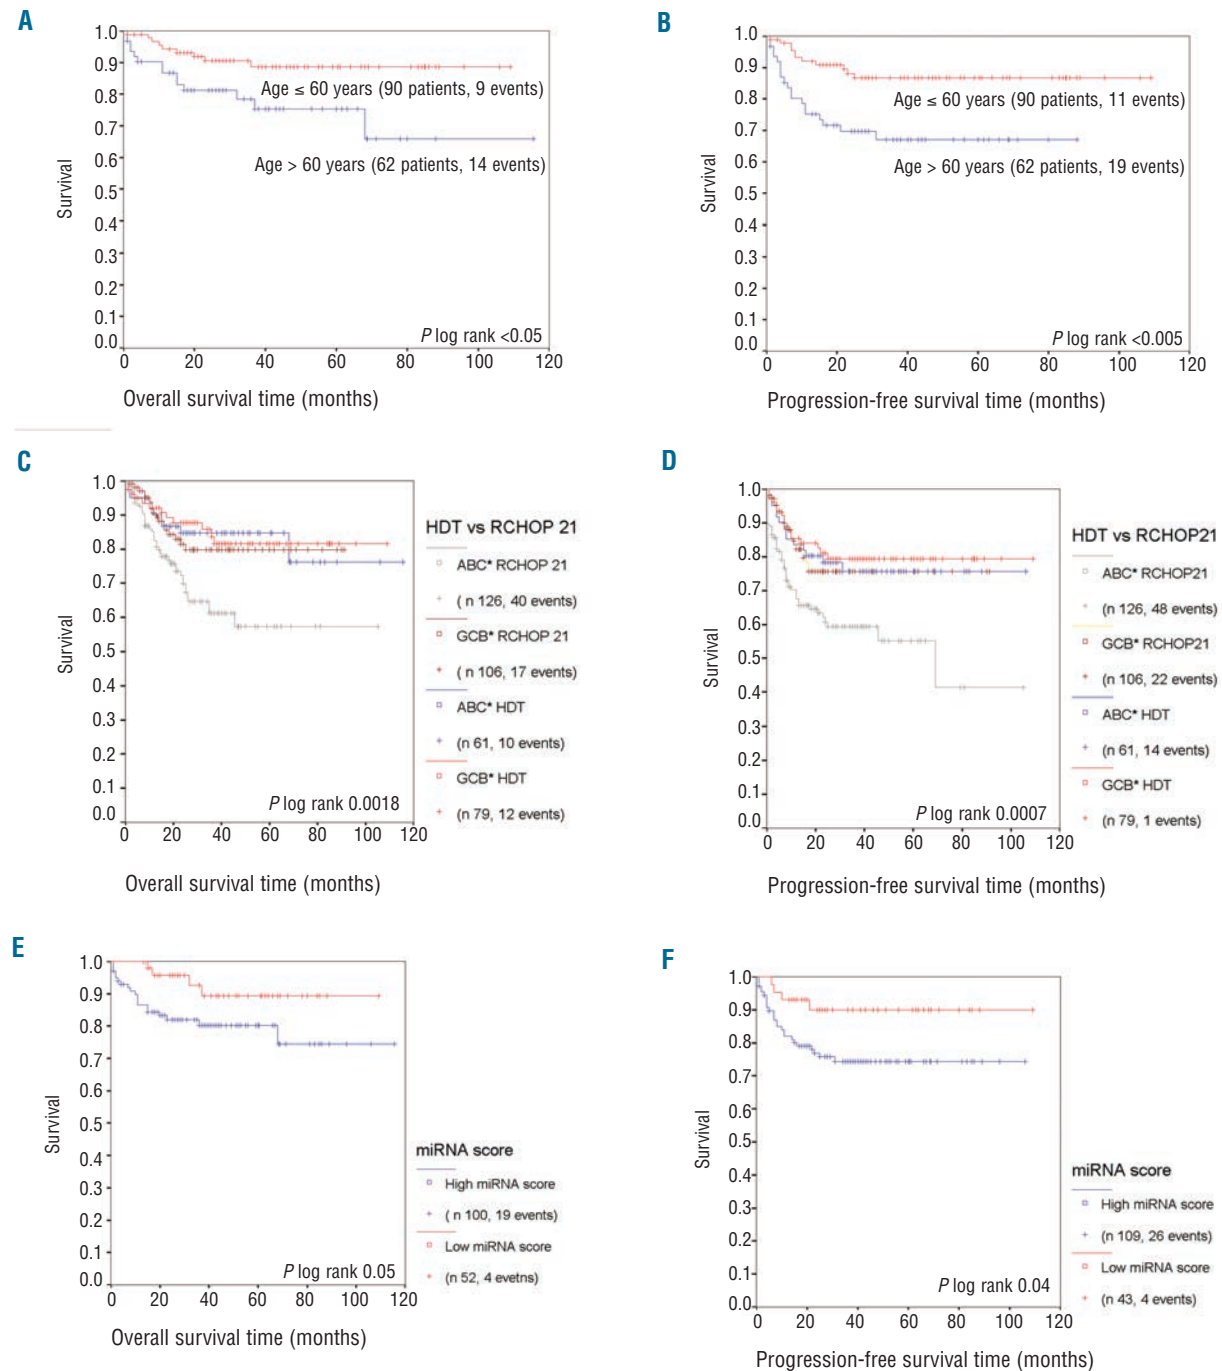 A
1.0
0.9
0.8
0.7
0.6
0.5
0.4
0.3
0.2
0.1
0.0
Survival
Age ≤ 60 years (90 patients, 9 events)
Age > 60 years (62 patients, 14 events)
P log rank <0.05
0 20 40 60 80 100 120
Overall survival time (months)
B
1.0
0.9
0.8
0.7
0.6
0.5
0.4
0.3
0.2
0.1
0.0
Survival
Age ≤ 60 years (90 patients, 11 events)
Age > 60 years (62 patients, 19 events)
P log rank <0.005
0 20 40 60 80 100 120
Progression-free survival time (months)
C
1.0
0.9
0.8
0.7
0.6
0.5
0.4
0.3
0.2
0.1
0.0
Survival
P log rank 0.0018
0 20 40 60 80 100 120
Overall survival time (months)
HDT vs RCHOP 21
ABC* RCHOP 21
( n 126, 40 events)
GCB* RCHOP 21
( n 106, 17 events)
ABC* HDT
(n 61, 10 events)
GCB* HDT
(n 79, 12 events)
D
1.0
0.9
0.8
0.7
0.6
0.5
0.4
0.3
0.2
0.1
0.0
Survival
P log rank 0.0007
0 20 40 60 80 100 120
Progression-free survival time (months)
HDT vs RCHOP21
ABC* RCHOP21
(n 126, 48 events)
GCB* RCHOP21
(n 106, 22 events)
ABC* HDT
(n 61, 14 events)
GCB* HDT
(n 79, 1 events)
E
1.0
0.9
0.8
0.7
0.6
0.5
0.4
0.3
0.2
0.1
0.0
Survival
P log rank 0.05
0 20 40 60 80 100 120
Overall survival time (months)
miRNA score
High miRNA score
( n 100, 19 events)
Low miRNA score
(n 52, 4 evetns)
F
1.0
0.9
0.8
0.7
0.6
0.5
0.4
0.3
0.2
0.1
0.0
Survival
P log rank 0.04
0 20 40 60 80 100 120
Progression-free survival time (months)
miRNA score
High miRNA score
(n 109, 26 events)
Low miRNA score
(n 43, 4 events)